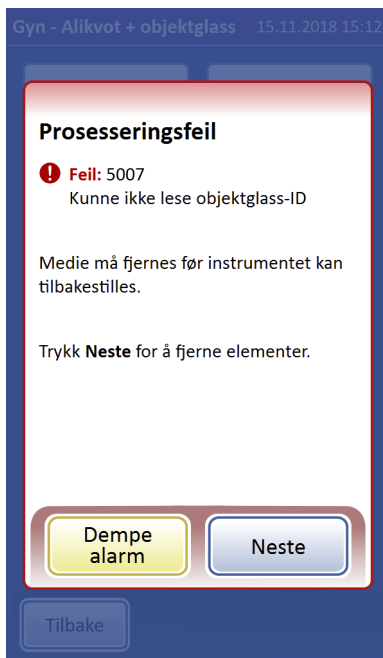 Gyn - Alikvot + objektglass 15.11.2018 15:12
Prosesseringsfeil
Feil: 5007
Kunne ikke lese objektglass-ID
Medie må fjernes før instrumentet kan
tilbakestilles.
Trykk Neste for å fjerne elementer.
Dempe
alarm
Neste
Tilbake